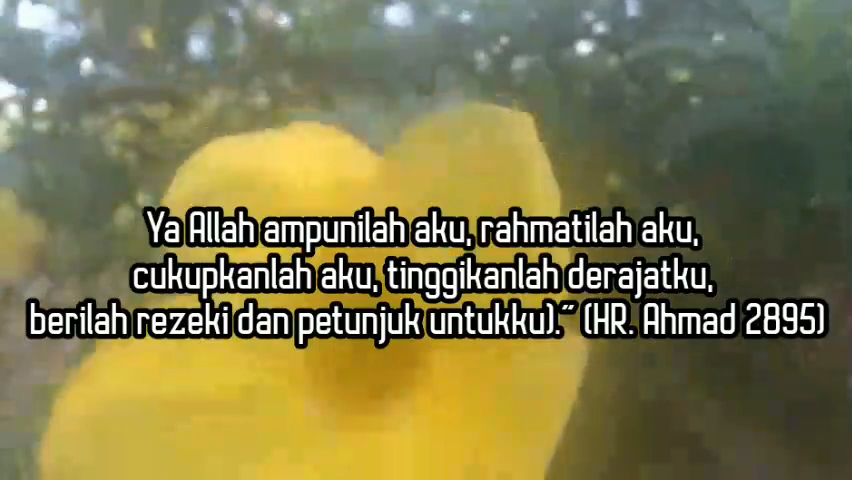 Ya Allah ampunilah aku, rahmatilah aku,
cukupkanlah aku, tinggikanlah derajatku,
berilah rezeki dan petunjuk untukku)." (HR. Ahmad 2895)